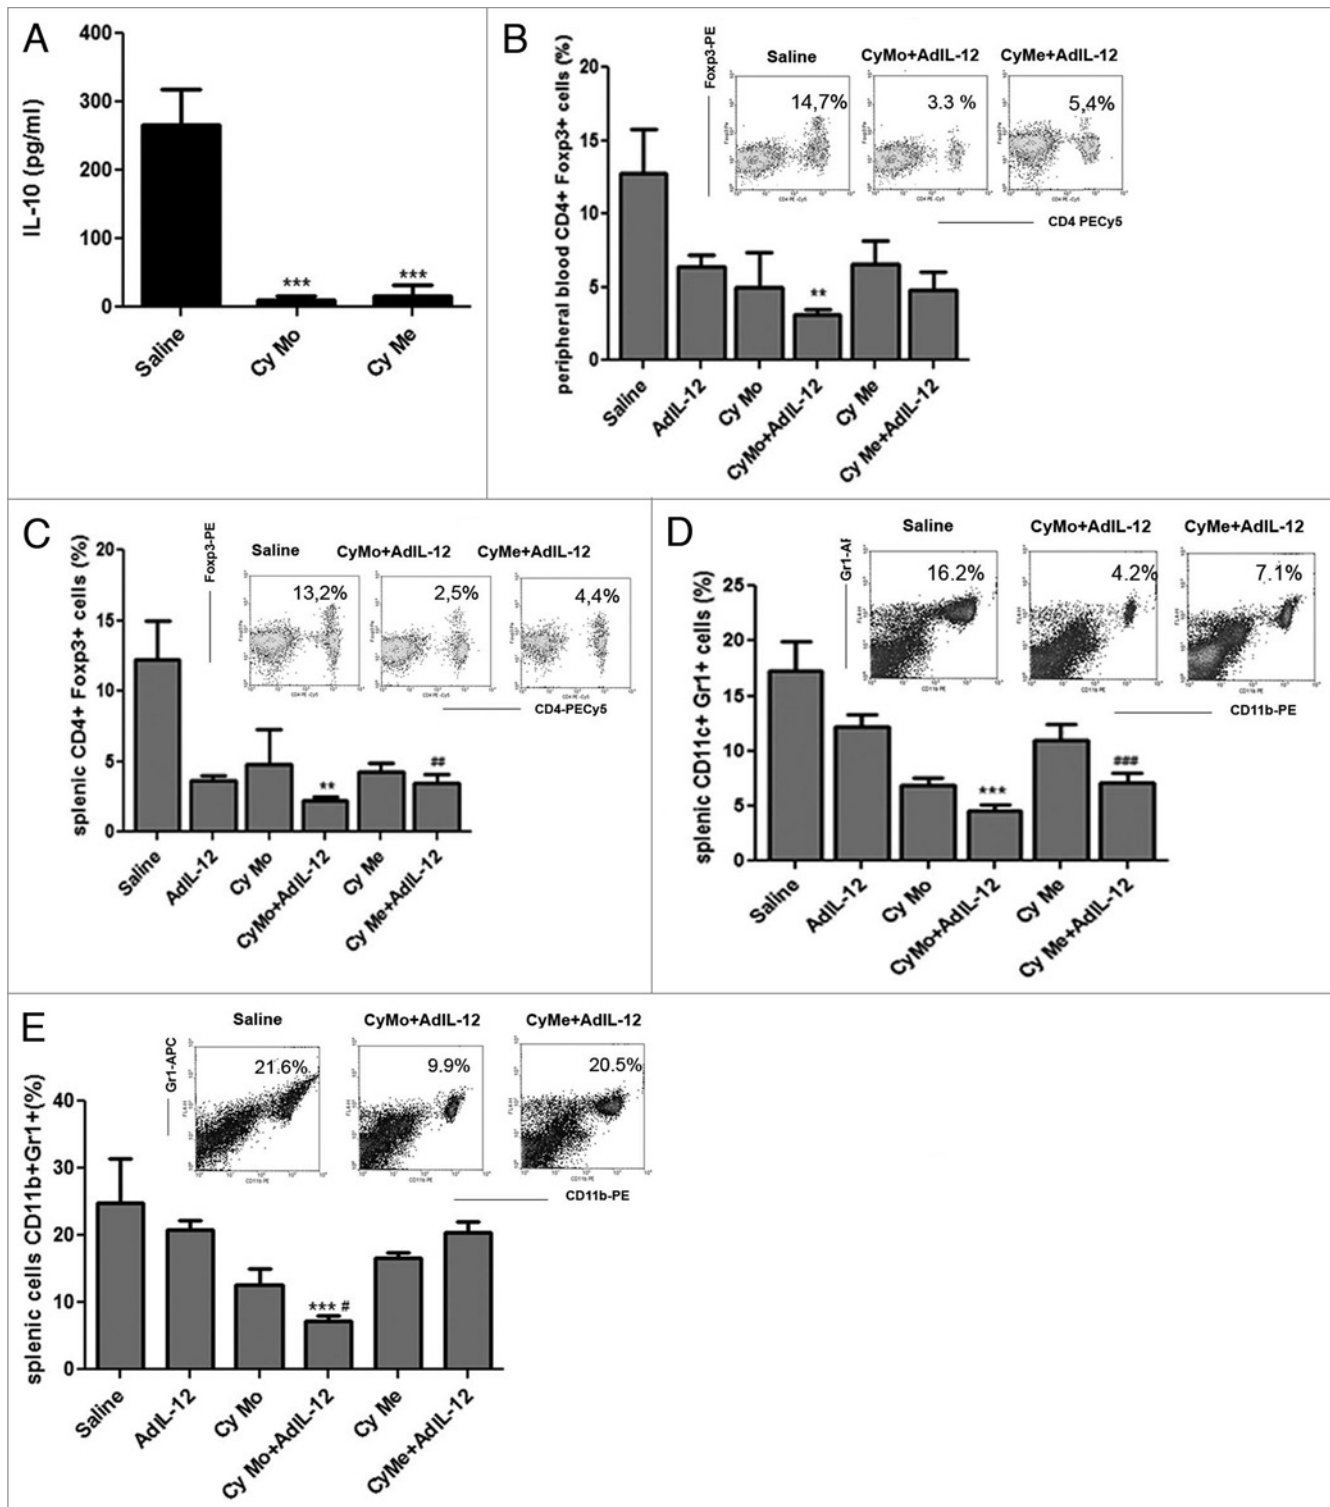 A
IL-10 (pg/ml)
400
300
200
100
0
***
***
Saline
Cy Mo
Cy Me
B
peripheral blood CD4+ Foxp3+ cells (%)
20
15
10
5
0
**
Saline
AdIL-12
Cy Mo
CyMo+AdIL-12
Cy Me
Cy Me+AdIL-12
Foxp3-PE
Saline
CyMo+AdIL-12
CyMe+AdIL-12
14,7%
3.3 %
5,4%
CD4 PECy5
C
splenic CD4+ Foxp3+ cells (%)
20
15
10
5
0
**
##
Saline
AdIL-12
Cy Mo
CyMo+AdIL-12
Cy Me
Cy Me+AdIL-12
Foxp3-PE
Saline
CyMo+AdIL-12
CyMe+AdIL-12
13,2%
2,5%
4,4%
CD4-PECy5
D
splenic CD11c+ Gr1+ cells (%)
25
20
15
10
5
0
***
###
Saline
AdIL-12
Cy Mo
CyMo+AdIL-12
Cy Me
Cy Me+AdIL-12
Saline
CyMo+AdIL-12
CyMe+AdIL-12
16.2%
4.2%
7.1%
CD11b-PE
E
splenic cells CD11b+Gr1+(%)
40
30
20
10
0
*** #
Saline
AdIL-12
Cy Mo
Cy Mo+AdIL-12
Cy Me
CyMe+AdIL-12
Gr1-APC
Saline
CyMo+AdIL-12
CyMe+AdIL-12
21.6%
9.9%
20.5%
CD11b-PE